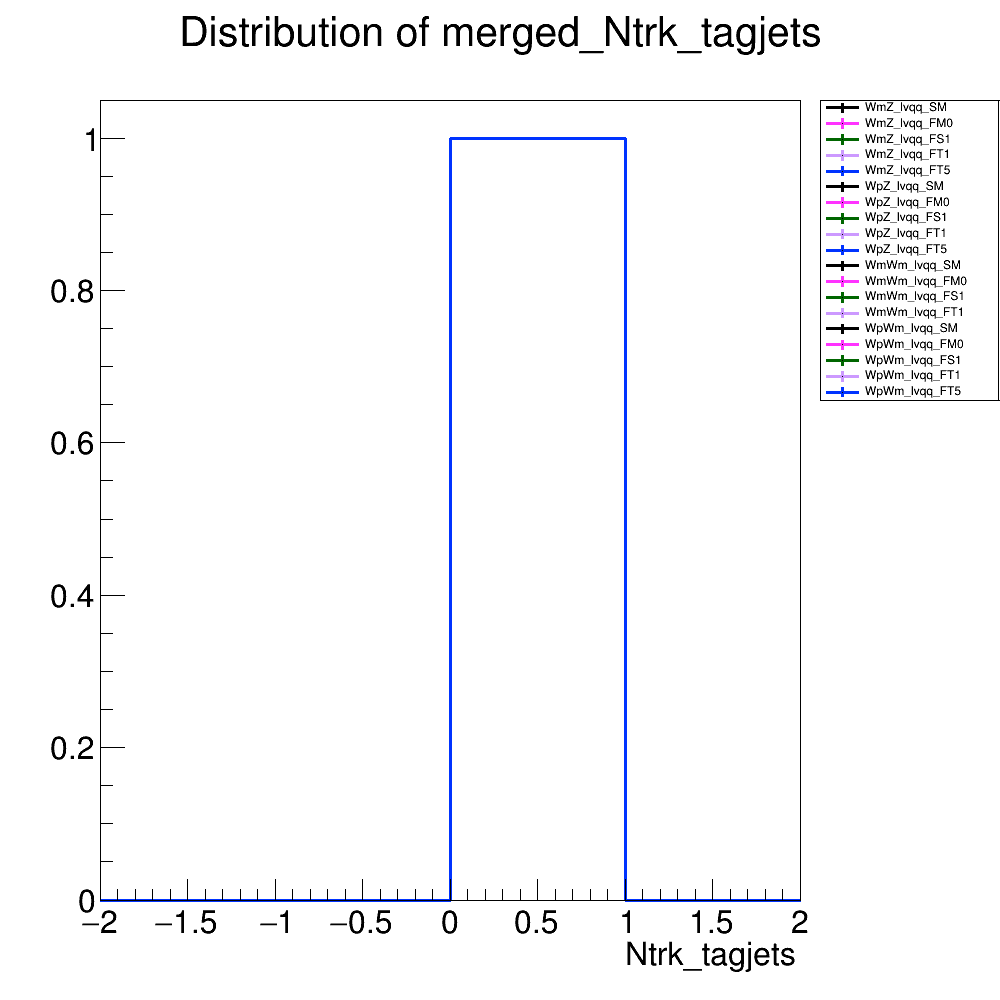 Distribution of merged_Ntrk_tagjets
WmZ_lvqq_SM
WmZ_lvqq_FM0
WmZ_lvqq_FS1
WmZ_lvqq_FT1
WmZ_lvqq_FT5
WpZ_lvqq_SM
WpZ_lvqq_FM0
WpZ_lvqq_FS1
WpZ_lvqq_FT1
WpZ_lvqq_FT5
WmWm_lvqq_SM
WmWm_lvqq_FM0
WmWm_lvqq_FS1
WmWm_lvqq_FT1
WpWm_lvqq_SM
WpWm_lvqq_FM0
WpWm_lvqq_FS1
WpWm_lvqq_FT1
WpWm_lvqq_FT5
1
0.8
0.6
0.4
0.2
0
−2 −1.5 −1 −0.5 0 0.5 1 1.5 2
Ntrk_tagjets